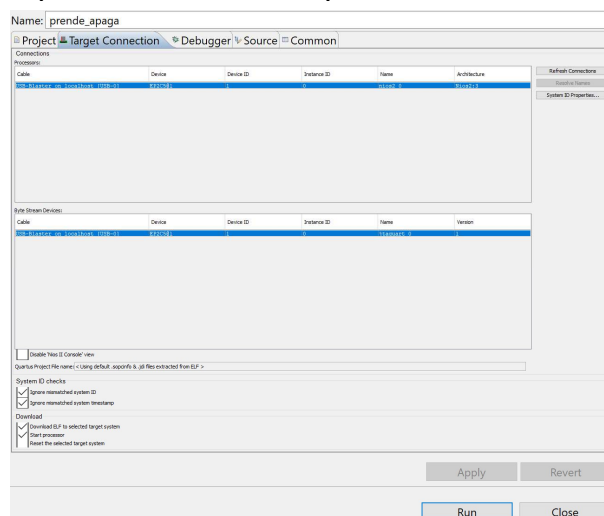 Name: prende_apaga
Project Target Connection Debugger Source Common
Connections
Processors:
Cable Device Device ID Instance ID Name Architecture
USB-Blaster on localhost (USB-0) 1 0 nios2_0 Nios2:3
Refresh Connections
Resolve Names
System ID Properties...
Byte Stream Devices:
Cable Device Device ID Instance ID Name Version
USB-Blaster on localhost (USB-0) 1 0 jtaguart_0 1
Disable 'Nios II Console' view
Quartus Project File name: < Using default .sopcinfo & .jdi files extracted from ELF >
System ID checks
Ignore mismatched system ID
Ignore mismatched system timestamp
Download
Download ELF to selected target system
Start processor
Reset the selected target system
Apply Revert
Run Close